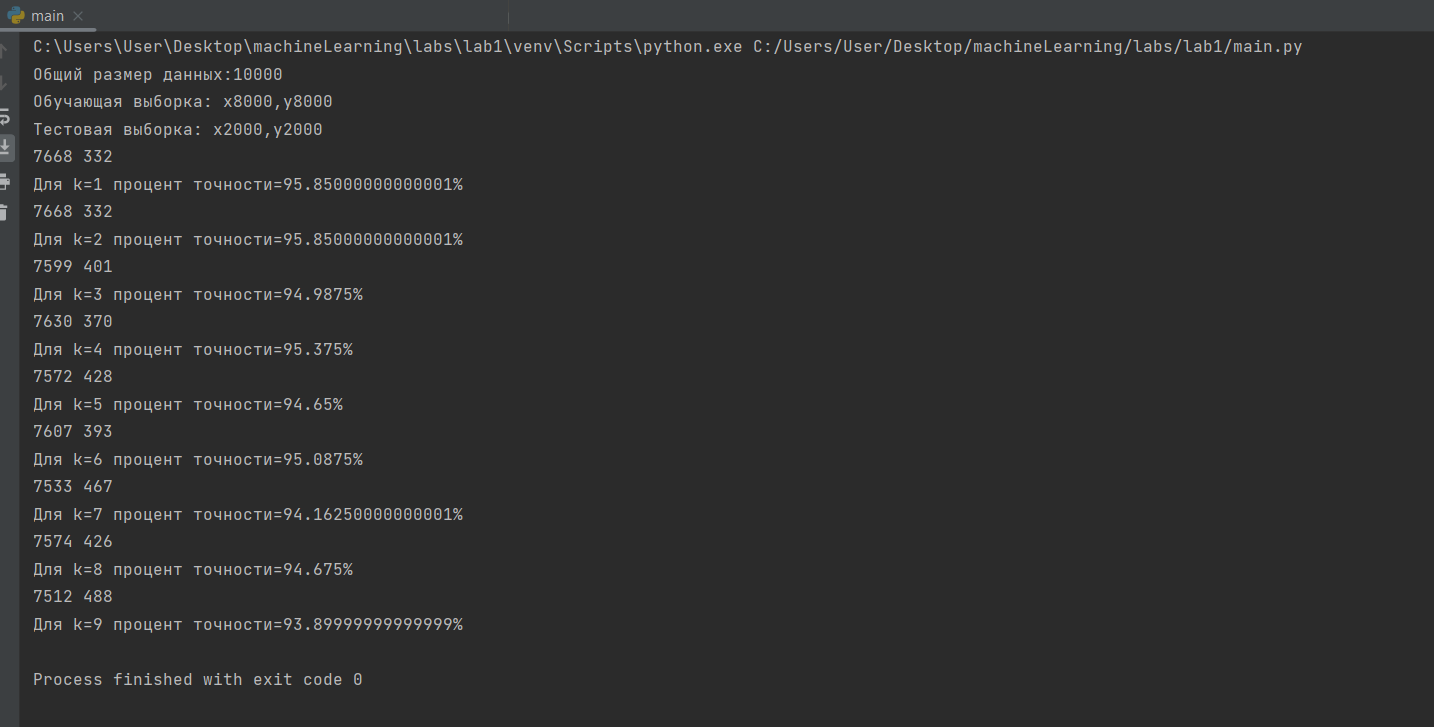 main
C:\Users\User\Desktop\machineLearning\labs\lab1\venv\Scripts\python.exe C:/Users/User/Desktop/machineLearning/labs/lab1/main.py
Общий размер данных:10000
Обучающая выборка: x8000,y8000
Тестовая выборка: x2000,y2000
7668 332
Для k=1 процент точности=95.85000000000001%
7668 332
Для k=2 процент точности=95.85000000000001%
7599 401
Для k=3 процент точности=94.9875%
7630 370
Для k=4 процент точности=95.375%
7572 428
Для k=5 процент точности=94.65%
7607 393
Для k=6 процент точности=95.0875%
7533 467
Для k=7 процент точности=94.16250000000001%
7574 426
Для k=8 процент точности=94.675%
7512 488
Для k=9 процент точности=93.89999999999999%
Process finished with exit code 0